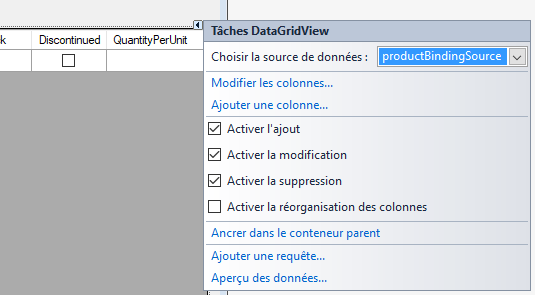 k Discontinued QuantityPerUnit
Tâches DataGridView
Choisir la source de données : productBindingSource
Modifier les colonnes...
Ajouter une colonne...
Activer l'ajout
Activer la modification
Activer la suppression
Activer la réorganisation des colonnes
Ancrer dans le conteneur parent
Ajouter une requête...
Aperçu des données...